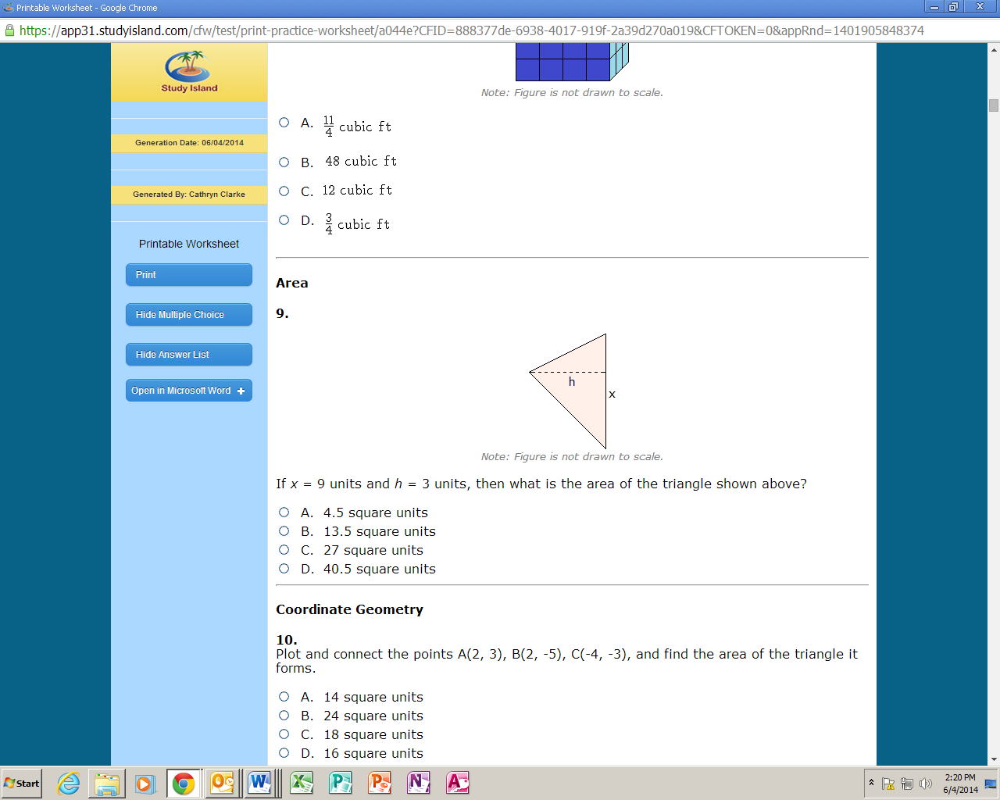 Printable Worksheet - Google Chrome
https://app31.studyisland.com/cfw/test/print-practice-worksheet/a044e?CFID=888377de-6938-4017-919f-2a39d270a019&CFTOKEN=0&appRnd=1401905848374
Study Island
Generation Date: 06/04/2014
Generated By: Cathryn Clarke
Printable Worksheet
Print
Hide Multiple Choice
Hide Answer List
Open in Microsoft Word +
Note: Figure is not drawn to scale.
A. 11/4 cubic ft
B. 48 cubic ft
C. 12 cubic ft
D. 3/4 cubic ft
Area
9.
h
x
Note: Figure is not drawn to scale.
If x = 9 units and h = 3 units, then what is the area of the triangle shown above?
A. 4.5 square units
B. 13.5 square units
C. 27 square units
D. 40.5 square units
Coordinate Geometry
10.
Plot and connect the points A(2, 3), B(2, -5), C(-4, -3), and find the area of the triangle it
forms.
A. 14 square units
B. 24 square units
C. 18 square units
D. 16 square units
Start
2:20 PM
6/4/2014